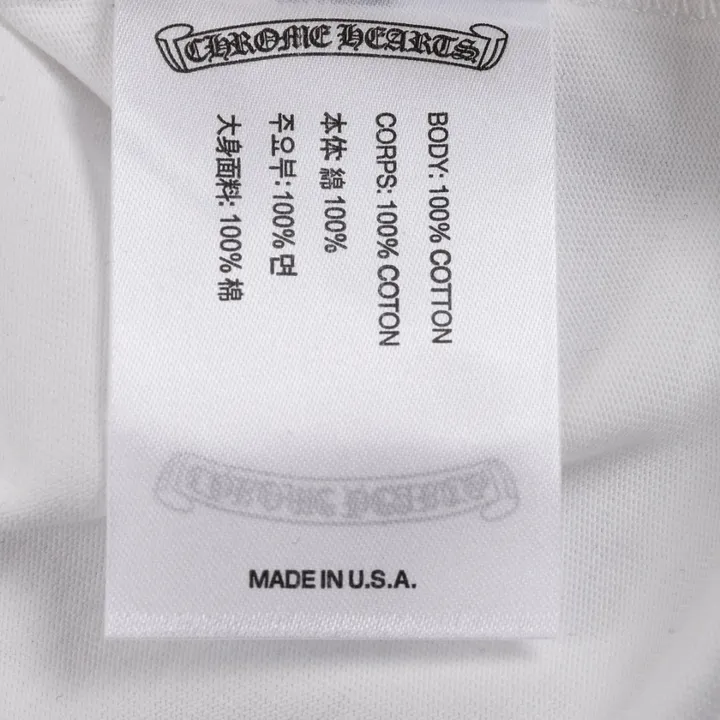 CHROME HEARTS
BODY: 100% COTTON
CORPS: 100% COTON
本体: 綿 100%
주요부: 100% 면
大身面料: 100% 棉
CHROME HEARTS
MADE IN U.S.A.